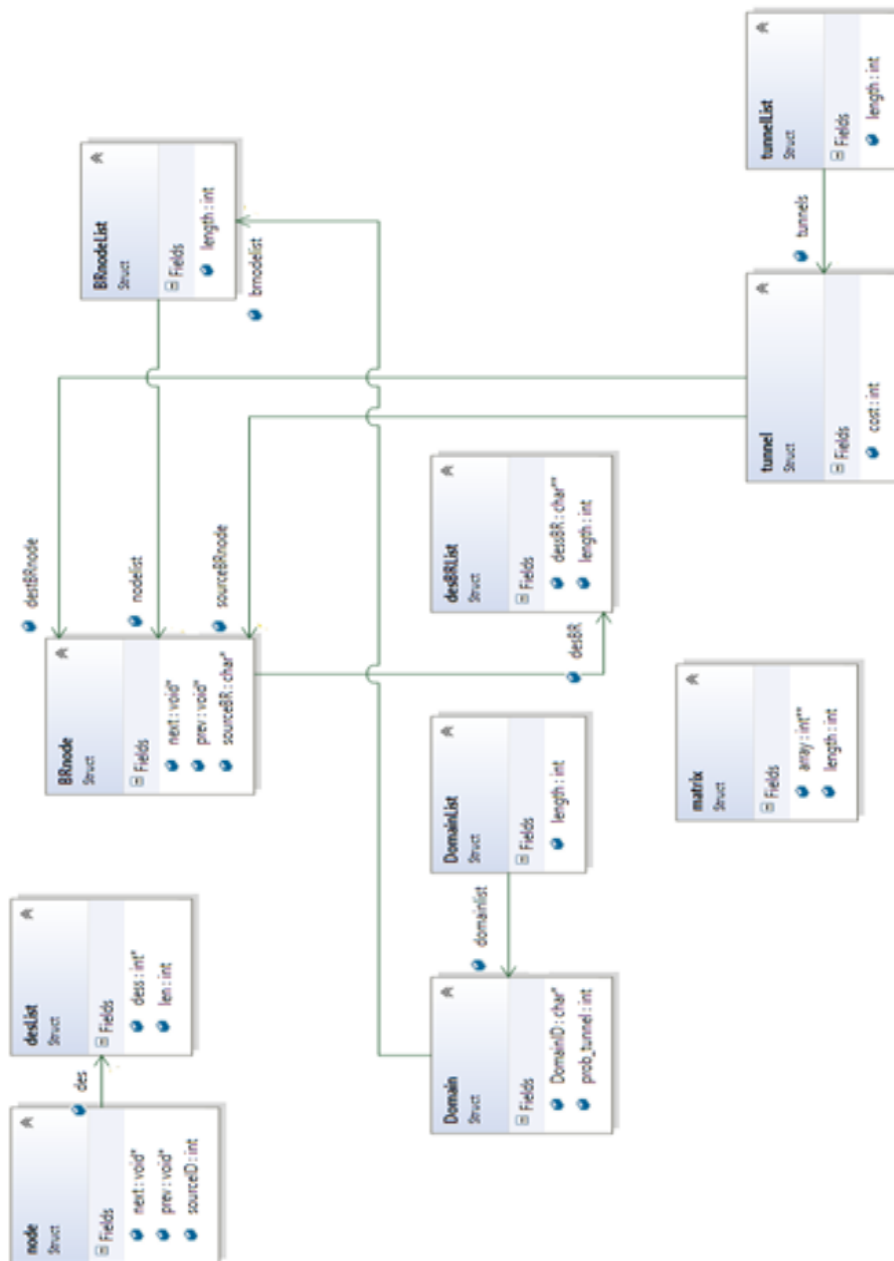 node
Struct
Fields
next : void*
prev : void*
sourceID : int
des
desList
Struct
Fields
dess : int*
len : int
BRnode
Struct
Fields
next : void*
prev : void*
sourceBR : char*
destBRnode
nodelist
sourceBRnode
BRnodeList
Struct
Fields
length : int
brnodelist
Domain
Struct
Fields
DomainID : char*
prob_tunnel : int
domainlist
DomainList
Struct
Fields
length : int
desBR
desBRList
Struct
Fields
dessBR : char**
length : int
matrix
Struct
Fields
array : int**
length : int
tunnel
Struct
Fields
cost : int
tunnels
tunnelList
Struct
Fields
length : int